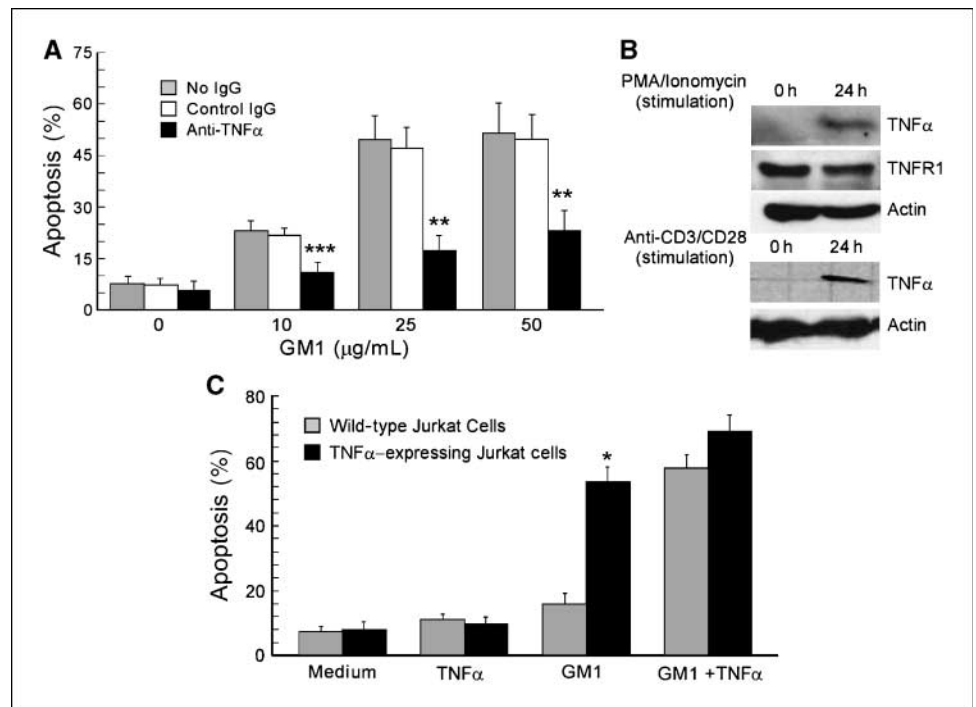 A
75
60
45
30
15
0
Apoptosis (%)
No IgG
Control IgG
Anti-TNFα
***
**
**
0 10 25 50
GM1 (μg/mL)
B
PMA/Ionomycin
(stimulation)
0 h 24 h
TNFα
TNFR1
Actin
Anti-CD3/CD28
(stimulation)
0 h 24 h
TNFα
Actin
C
80
60
40
20
0
Apoptosis (%)
Wild-type Jurkat Cells
TNFα–expressing Jurkat cells
*
Medium TNFα GM1 GM1 +TNFα